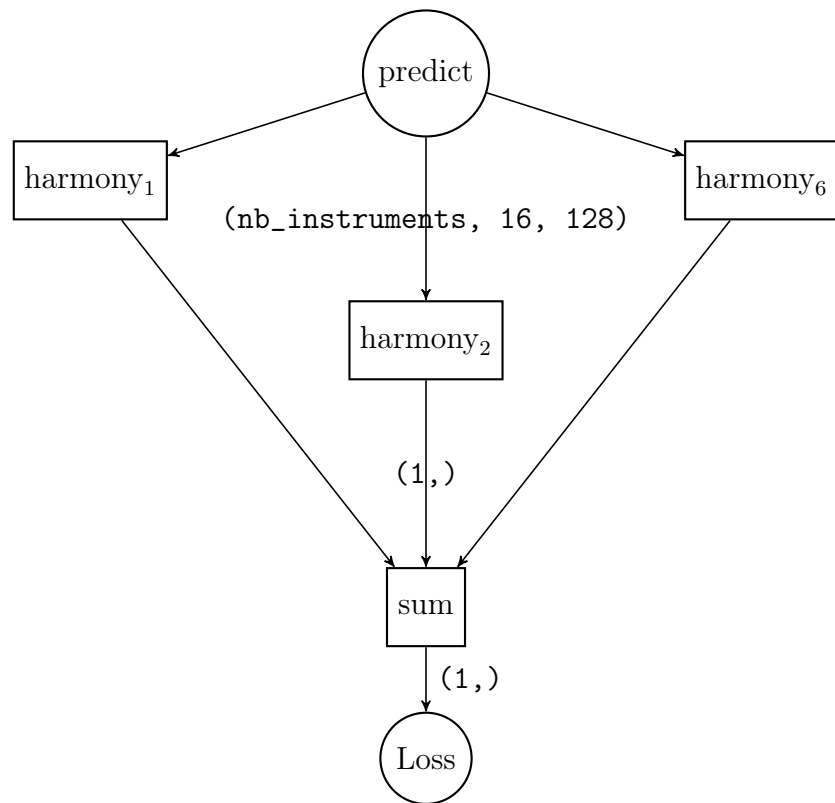 predict
harmony₁
harmony₆
(nb_instruments, 16, 128)
harmony₂
(1,)
sum
(1,)
Loss